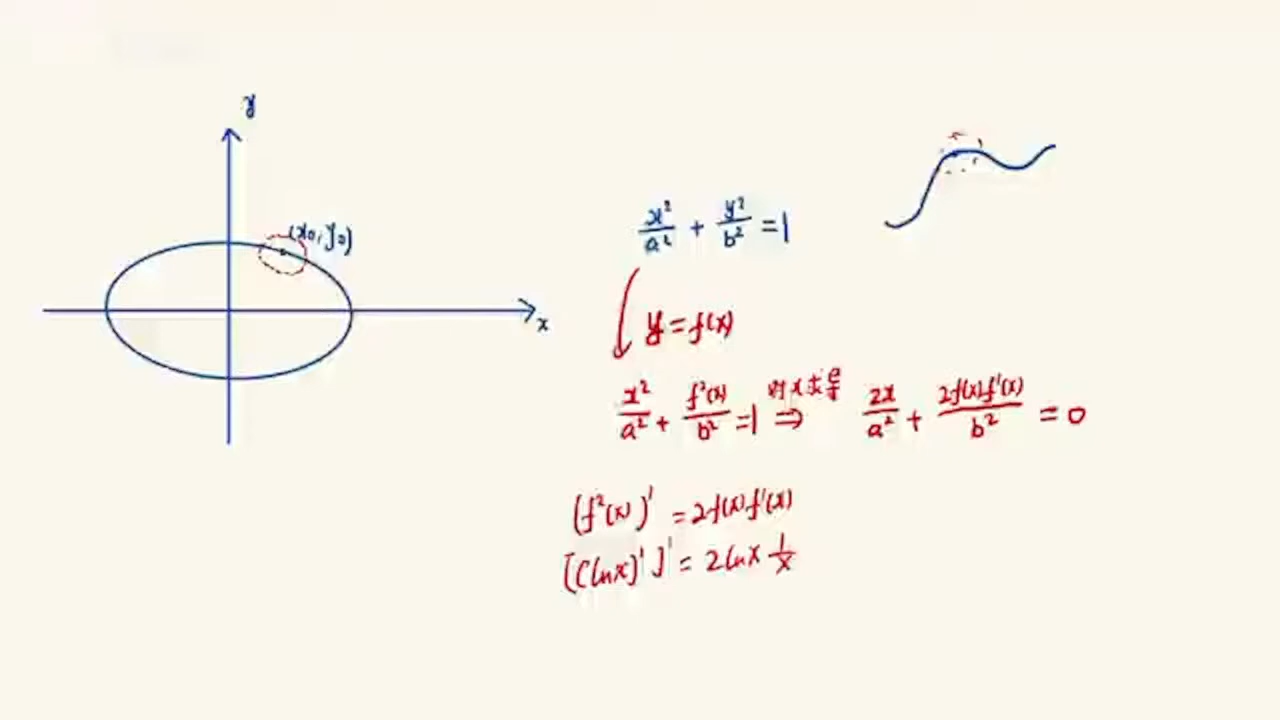 y
(x₀, y₀)
x
x²/a² + y²/b² = 1
y = f(x)
x²/a² + f²(x)/b² = 1 ⇒ 对x求导 2x/a² + 2f(x)f'(x)/b² = 0
(f²(x))' = 2f(x)f'(x)
[(lnx)']' = 2lnx 1/x